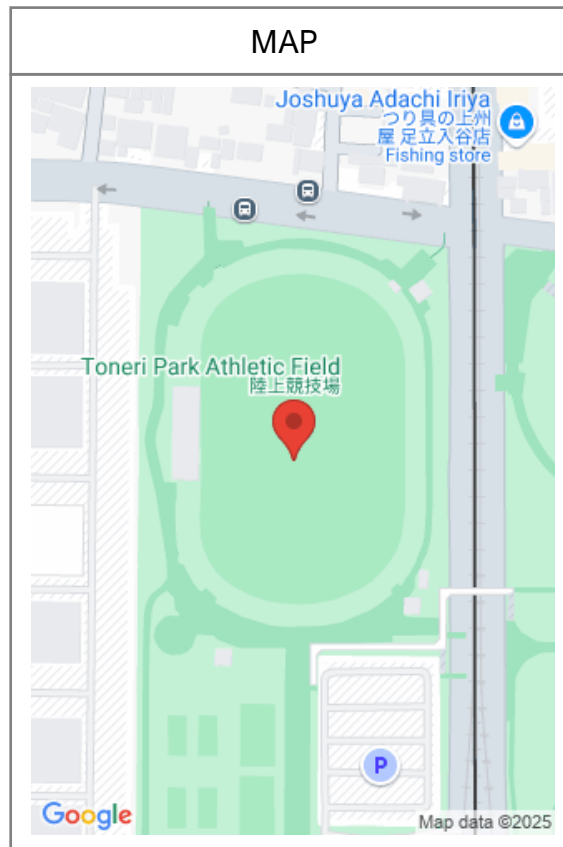 MAP
Joshuya Adachi Iriya
つり具の上州
屋 足立入谷店
Fishing store
Toneri Park Athletic Field
陸上競技場
P
Google
Map data ©2025